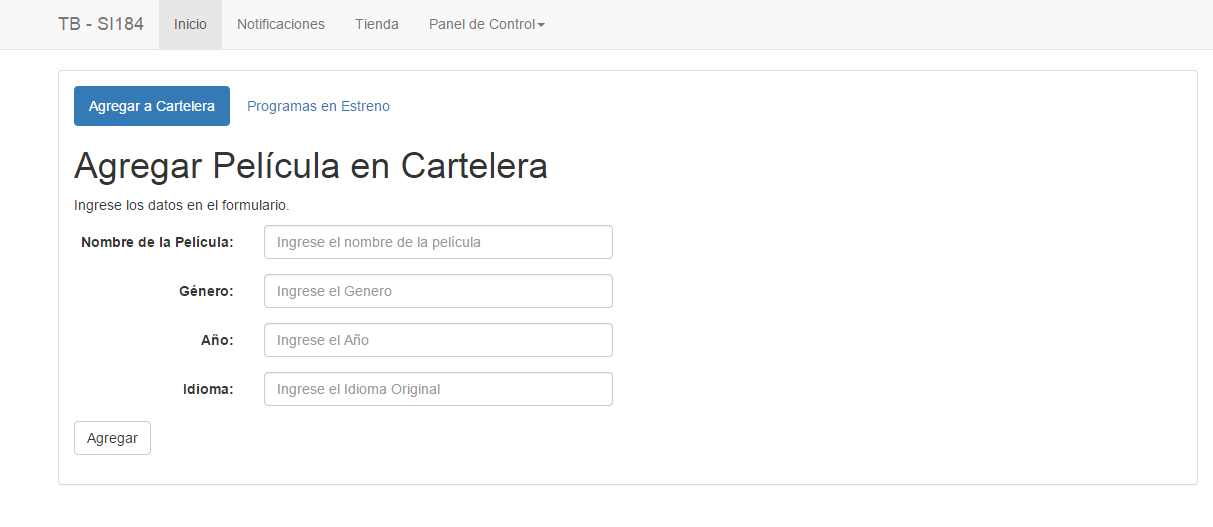 TB - SI184 Inicio Notificaciones Tienda Panel de Control
Agregar a Cartelera Programas en Estreno
Agregar Película en Cartelera
Ingrese los datos en el formulario.
Nombre de la Película: Ingrese el nombre de la película
Género: Ingrese el Genero
Año: Ingrese el Año
Idioma: Ingrese el Idioma Original
Agregar